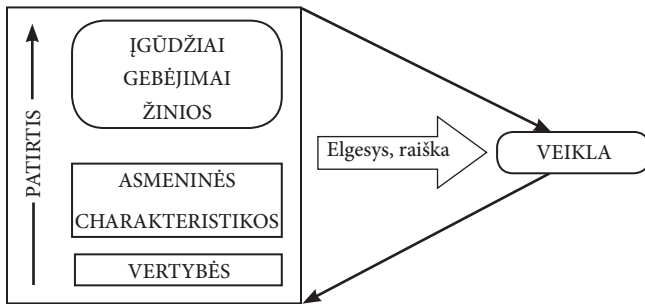 ĮGŪDŽIAI
GEBĖJIMAI
ŽINIOS
PATIRTIS
Elgesys, raiška
VEIKLA
ASMENINĖS
CHARAKTERISTIKOS
VERTYBĖS